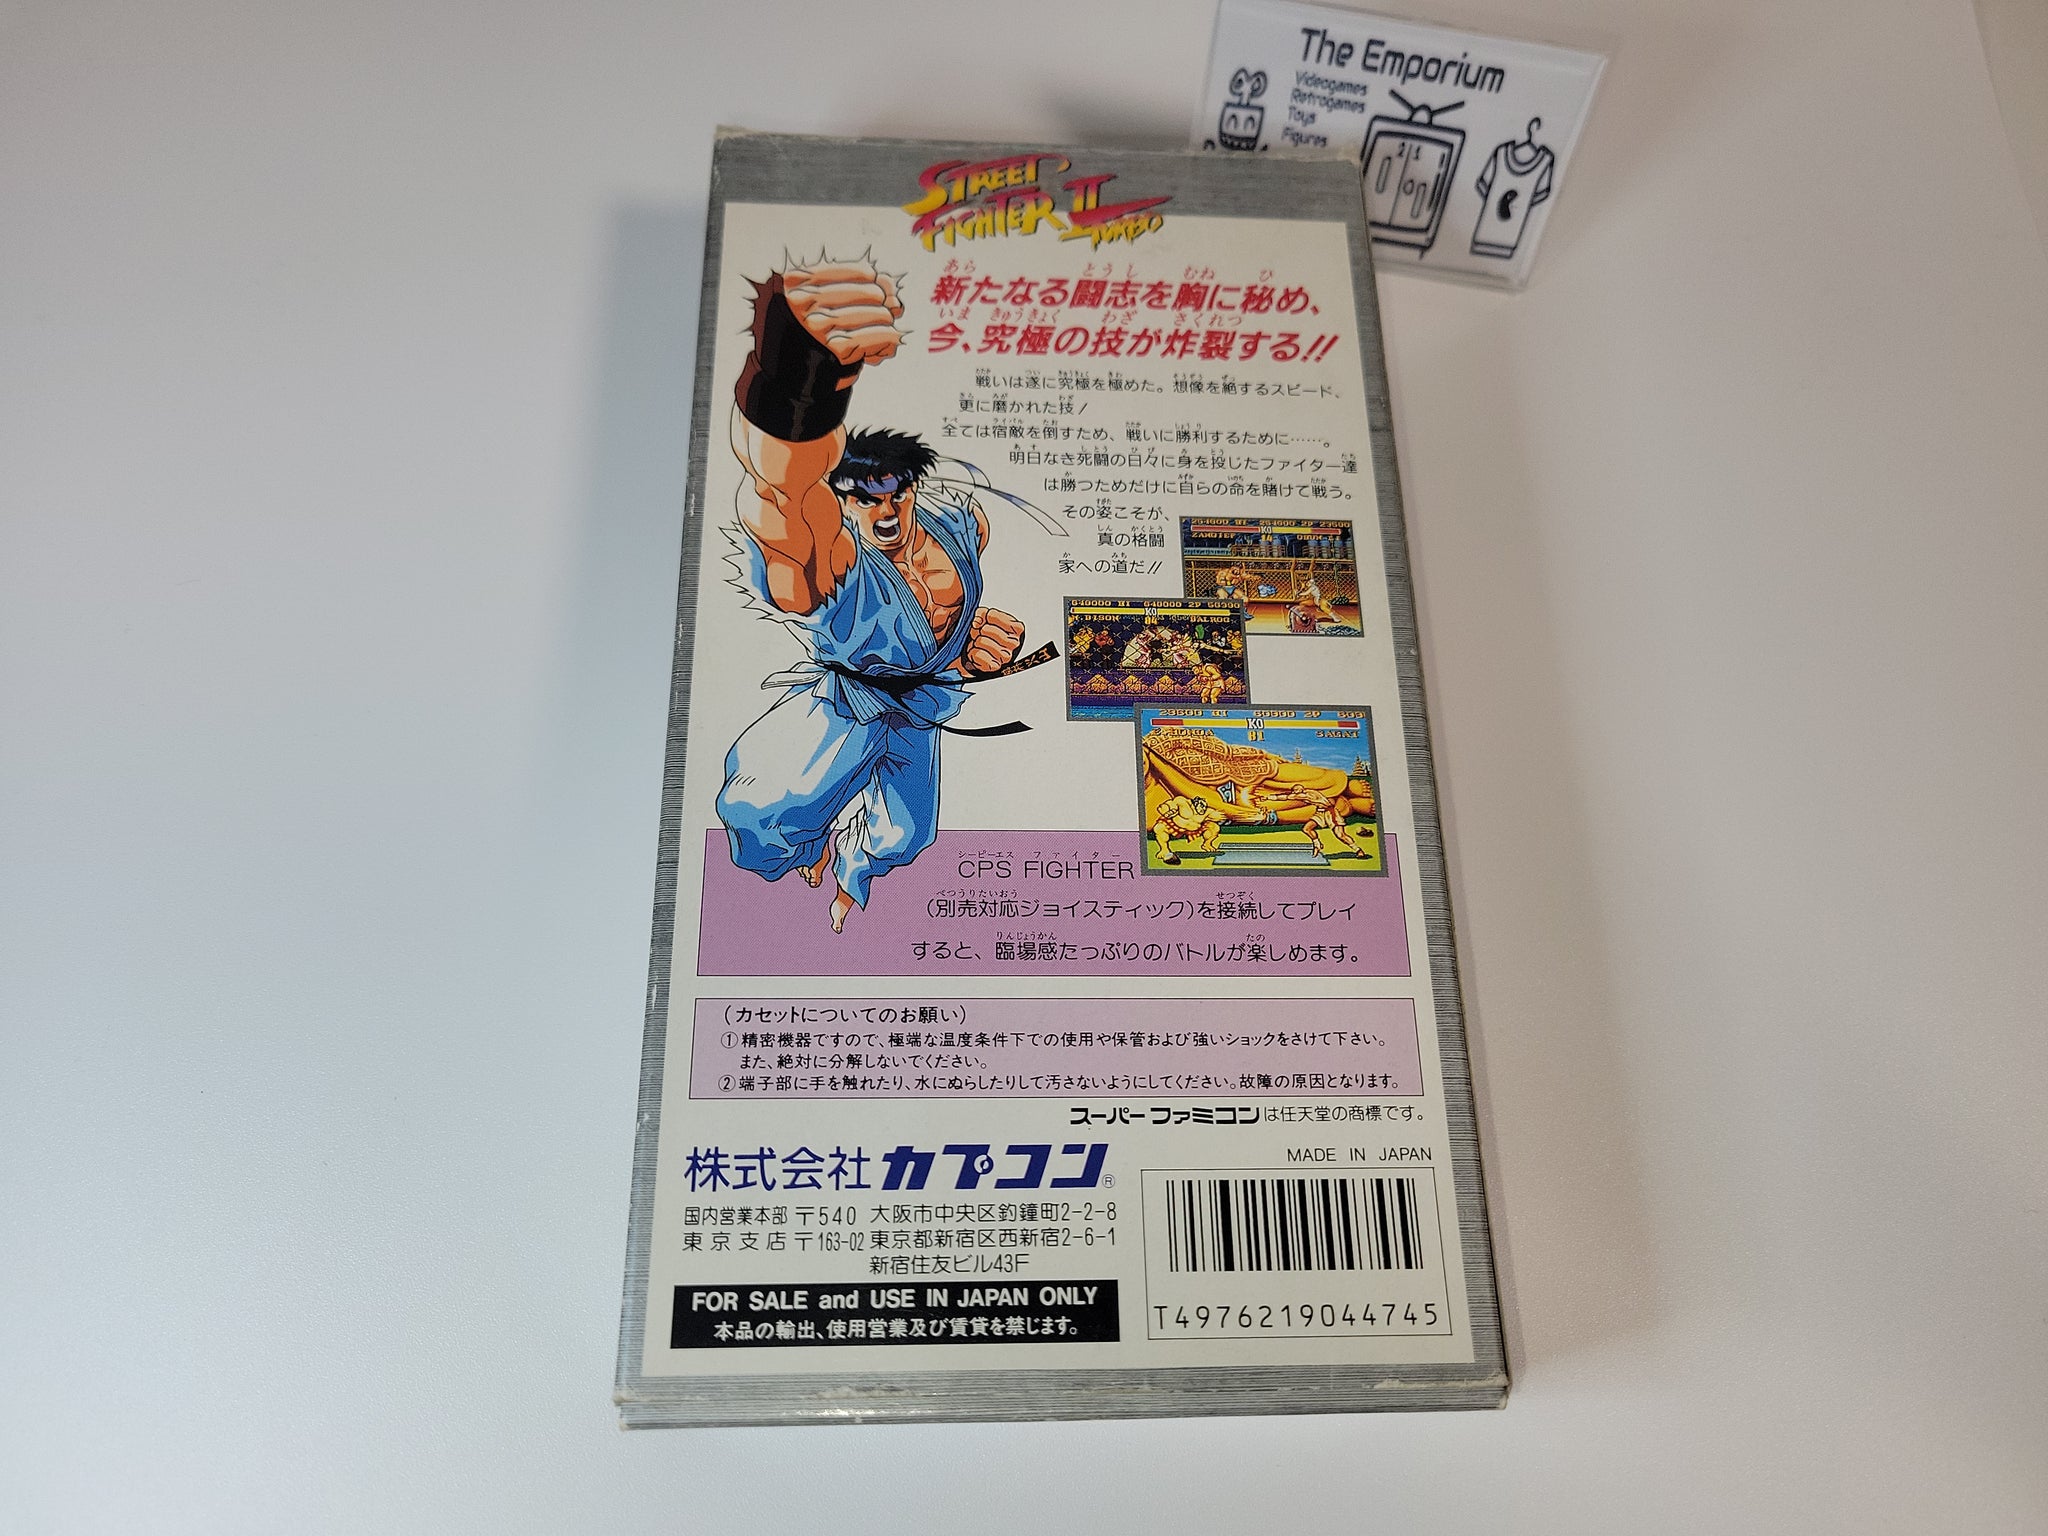 The Emporium
Videogames
Retrogames
Toys
Figures
STREET
FIGHTER II
TURBO
新たなる闘志を胸に秘め、
今、究極の技が炸裂する!!
戦いは遂に究極を極めた。想像を絶するスピード、
更に磨かれた技!
全ては宿敵を倒すため、戦いに勝利するために……。
明日なき死闘の日々に身を投じたファイター達
は勝つためだけに自らの命を賭けて戦う。
その姿こそが、
真の格闘
家への道だ!!
CPS FIGHTER
(別売対応ジョイスティック)を接続してプレイ
すると、臨場感たっぷりのバトルが楽しめます。
(カセットについてのお願い)
①精密機器ですので、極端な温度条件下での使用や保管および強いショックをさけて下さい。
また、絶対に分解しないでください。
②端子部に手を触れたり、水にぬらしたりして汚さないようにしてください。故障の原因となります。
スーパーファミコンは任天堂の商標です。
株式会社カプコン®
MADE IN JAPAN
国内営業本部 〒540 大阪市中央区釣鐘町2-2-8
東京支店 〒163-02 東京都新宿区西新宿2-6-1
新宿住友ビル43F
FOR SALE and USE IN JAPAN ONLY
本品の輸出、使用営業及び賃貸を禁じます。
T4976219044745